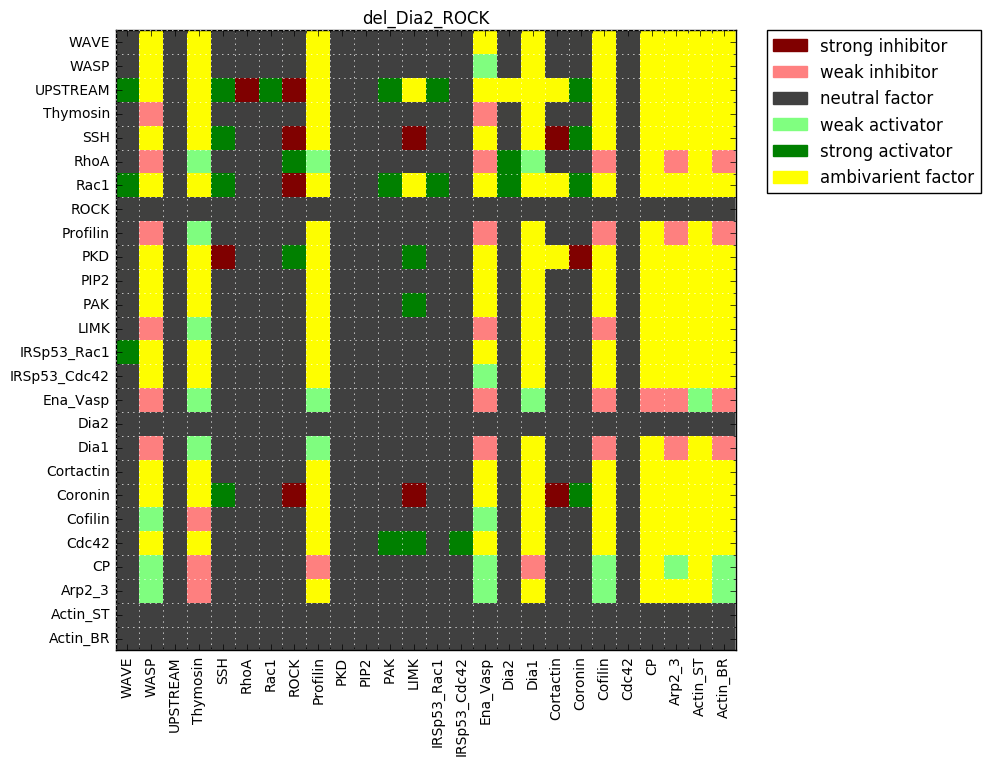 del_Dia2_ROCK
WAVE
WASP
UPSTREAM
Thymosin
SSH
RhoA
Rac1
ROCK
Profilin
PKD
PIP2
PAK
LIMK
IRSp53_Rac1
IRSp53_Cdc42
Ena_Vasp
Dia2
Dia1
Cortactin
Coronin
Cofilin
Cdc42
CP
Arp2_3
Actin_ST
Actin_BR
WAVE
WASP
UPSTREAM
Thymosin
SSH
RhoA
Rac1
ROCK
Profilin
PKD
PIP2
PAK
LIMK
IRSp53_Rac1
IRSp53_Cdc42
Ena_Vasp
Dia2
Dia1
Cortactin
Coronin
Cofilin
Cdc42
CP
Arp2_3
Actin_ST
Actin_BR
strong inhibitor
weak inhibitor
neutral factor
weak activator
strong activator
ambivarient factor